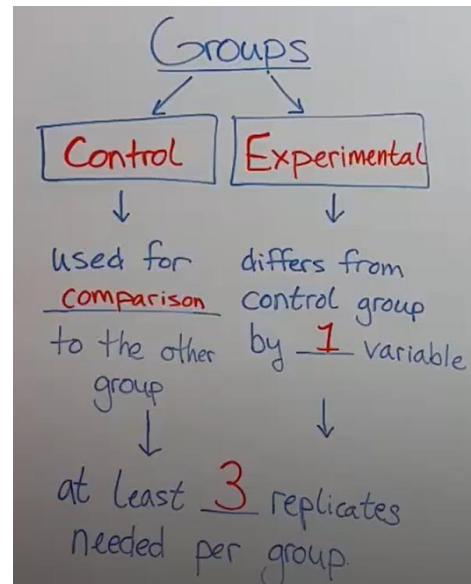 Groups
Control
Experimental
used for
comparison
to the other
group
differs from
control group
by 1 variable
at least 3 replicates
needed per group.